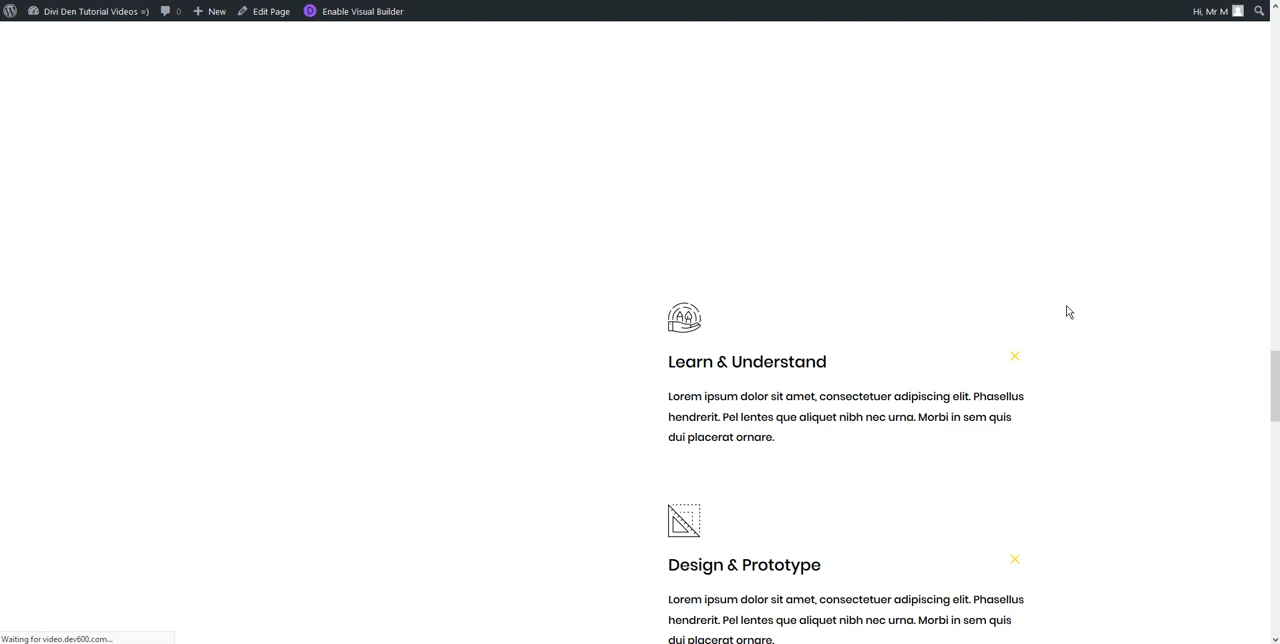 Divi Den Tutorial Videos =) 0 New Edit Page Enable Visual Builder Hi, Mr M
Learn & Understand
Lorem ipsum dolor sit amet, consectetuer adipiscing elit. Phasellus
hendrerit. Pel lentes que aliquet nibh nec urna. Morbi in sem quis
dui placerat ornare.
Design & Prototype
Lorem ipsum dolor sit amet, consectetuer adipiscing elit. Phasellus
hendrerit. Pel lentes que aliquet nibh nec urna. Morbi in sem quis
dui placerat ornare.
Waiting for video.dev600.com...